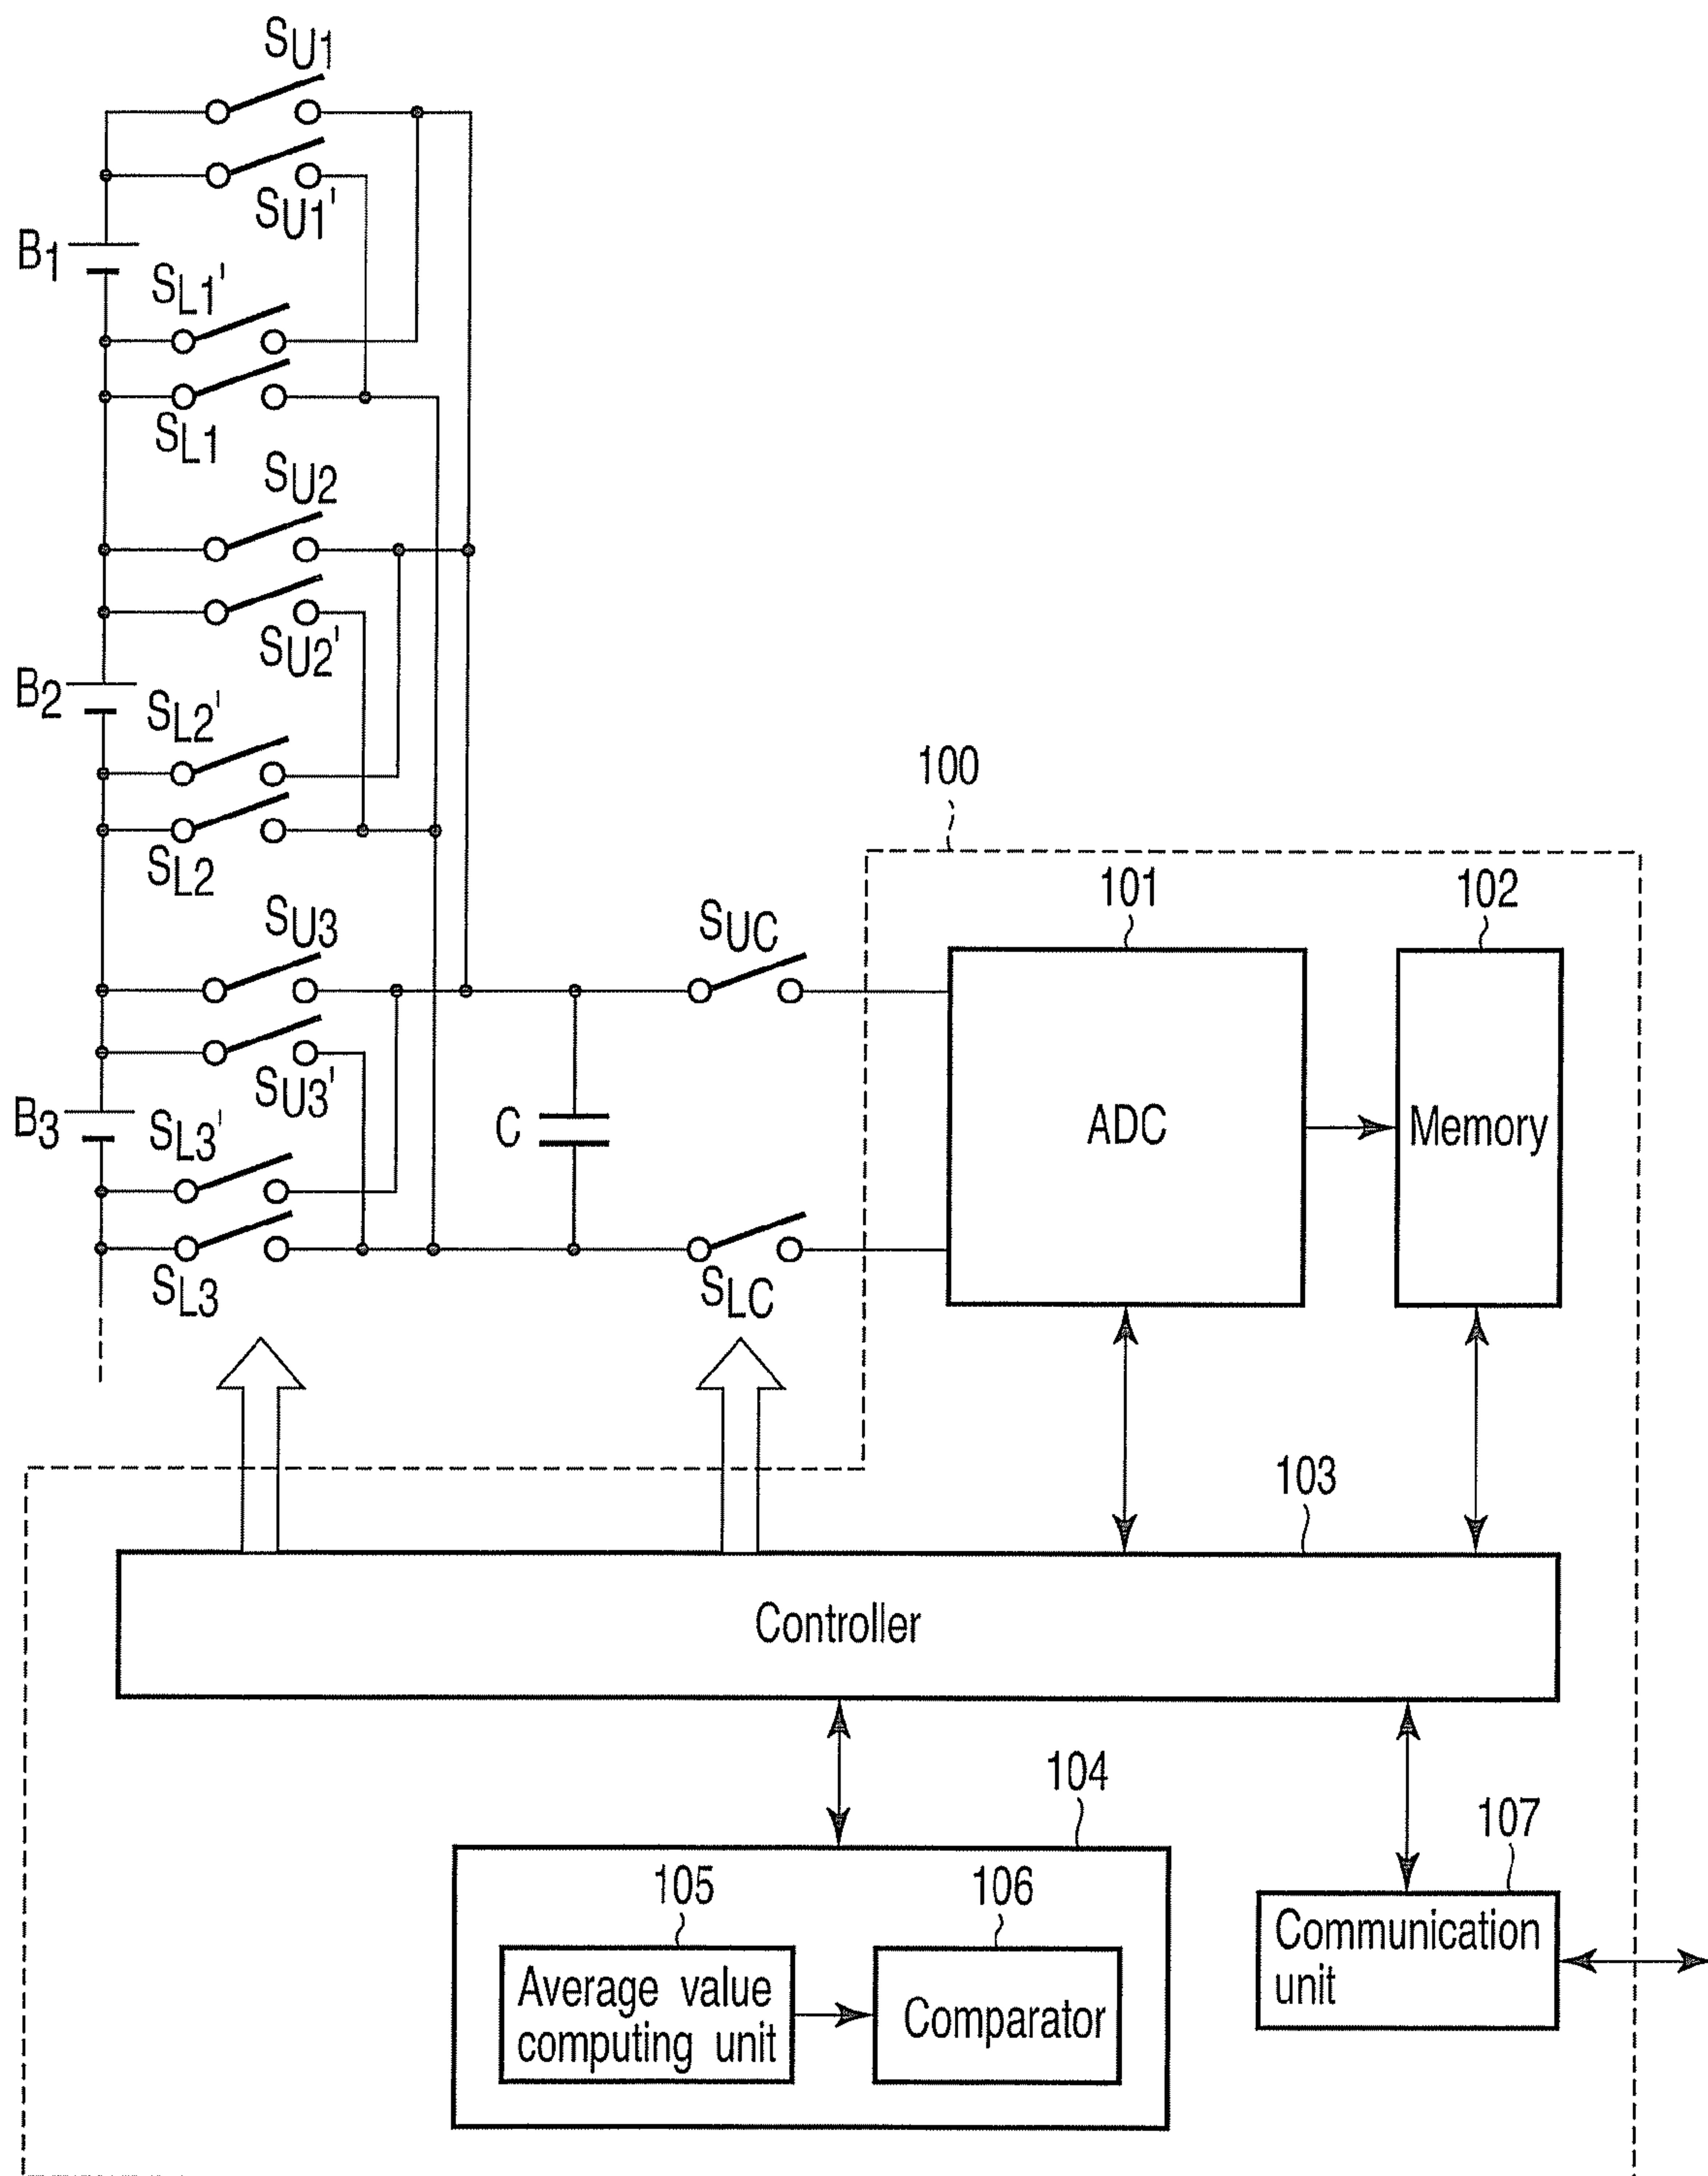 SU1
SU1'
B1
SL1'
SL1
SU2
SU2'
B2
SL2'
SL2
100
101
102
SU3
SUC
SU3'
B3
SL3'
C
ADC
Memory
SL3
SLC
103
Controller
104
107
105
106
Communication
unit
Average value
computing unit
Comparator